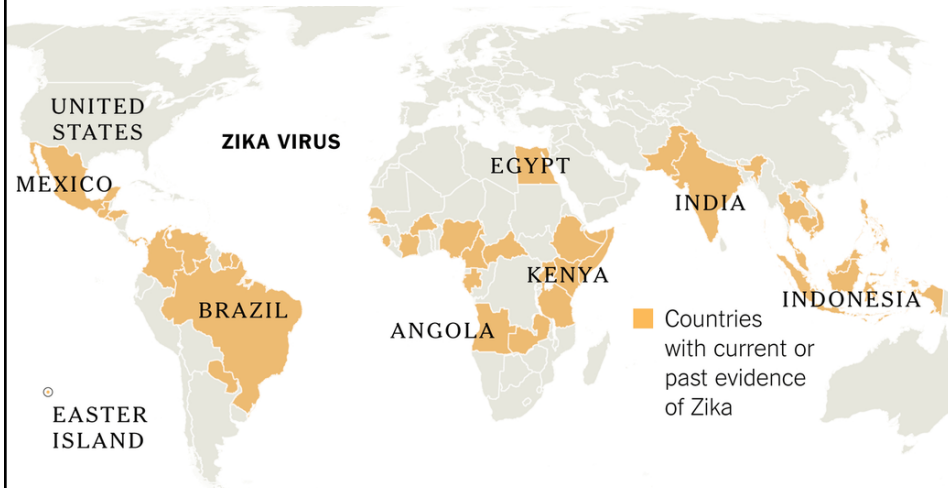 UNITED
STATES
ZIKA VIRUS
MEXICO
EGYPT
INDIA
KENYA
BRAZIL
ANGOLA
INDONESIA
Countries
with current or
past evidence
of Zika
EASTER
ISLAND